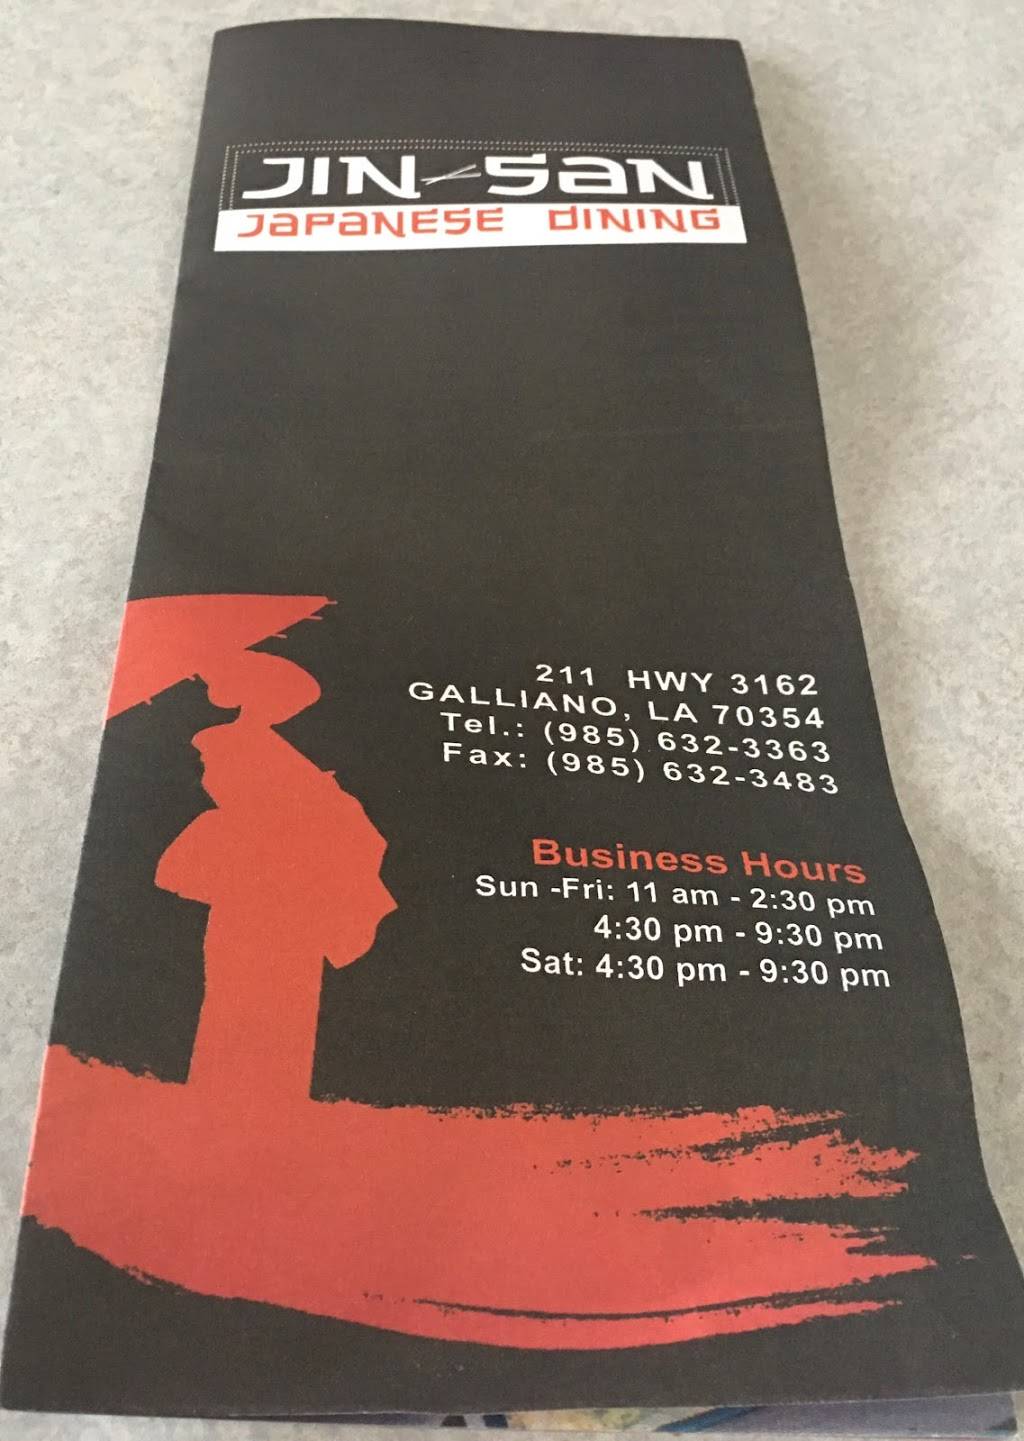 JIN-SAN
JAPANESE DINING
211 HWY 3162
GALLIANO, LA 70354
Tel.: (985) 632-3363
Fax: (985) 632-3483
Business Hours
Sun -Fri: 11 am - 2:30 pm
4:30 pm - 9:30 pm
Sat: 4:30 pm - 9:30 pm